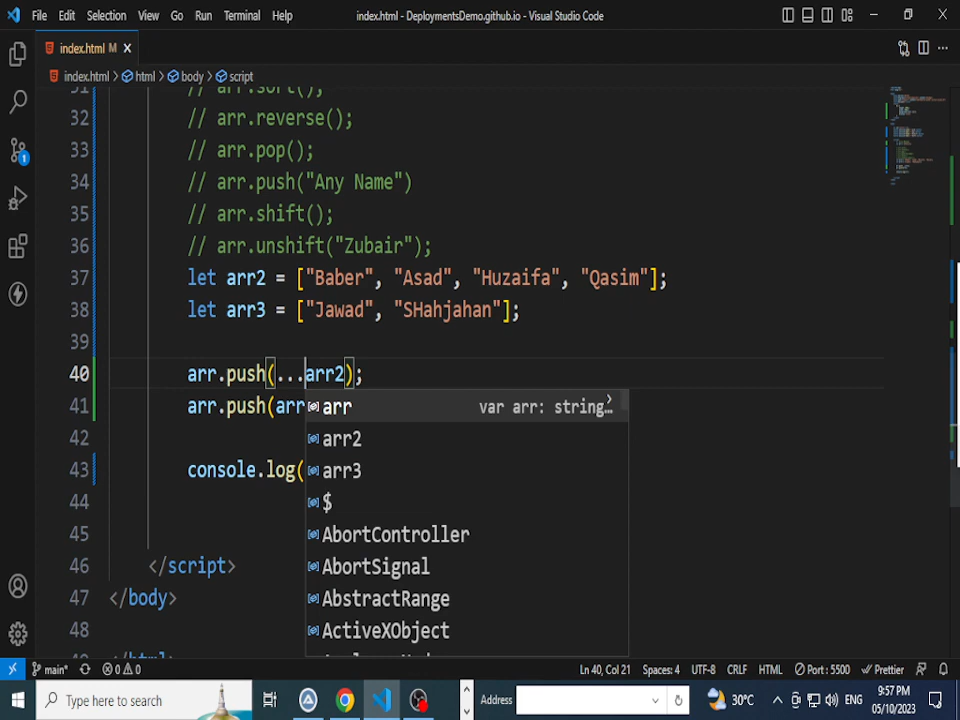 File Edit Selection View Go Run Terminal Help index.html - DeploymentsDemo.github.io - Visual Studio Code
index.html M
index.html > html > body > script
31 // arr.sort();
32 // arr.reverse();
33 // arr.pop();
34 // arr.push("Any Name")
35 // arr.shift();
36 // arr.unshift("Zubair");
37 let arr2 = ["Baber", "Asad", "Huzaifa", "Qasim"];
38 let arr3 = ["Jawad", "SHahjahan"];
39
40 arr.push(...arr2);
41 arr.push(arr
arr var arr: string…
42
arr2
43 console.log(
arr3
44
$
45
AbortController
46 </script>
AbortSignal
47 </body>
AbstractRange
48
ActiveXObject
main* 0 0 Ln 40, Col 21 Spaces: 4 UTF-8 CRLF HTML Port : 5500 Prettier
1
Type here to search Address 30°C ENG 9:57 PM
05/10/2023